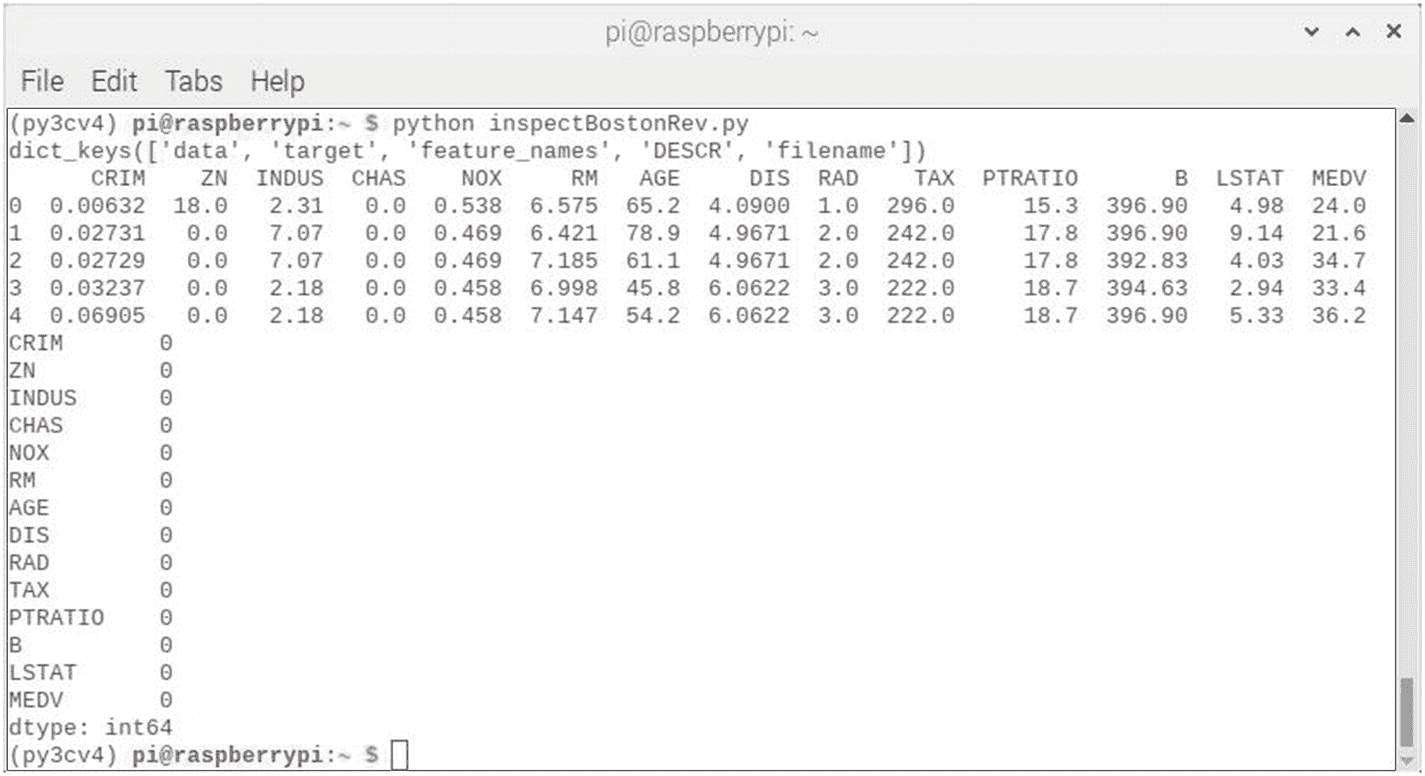 pi@raspberrypi: ~
File Edit Tabs Help
(py3cv4) pi@raspberrypi:~ $ python inspectBostonRev.py
dict_keys(['data', 'target', 'feature_names', 'DESCR', 'filename'])
      CRIM    ZN  INDUS  CHAS    NOX     RM   AGE     DIS  RAD    TAX  PTRATIO       B  LSTAT  MEDV
0  0.00632  18.0   2.31   0.0  0.538  6.575  65.2  4.0900  1.0  296.0     15.3  396.90   4.98  24.0
1  0.02731   0.0   7.07   0.0  0.469  6.421  78.9  4.9671  2.0  242.0     17.8  396.90   9.14  21.6
2  0.02729   0.0   7.07   0.0  0.469  7.185  61.1  4.9671  2.0  242.0     17.8  392.83   4.03  34.7
3  0.03237   0.0   2.18   0.0  0.458  6.998  45.8  6.0622  3.0  222.0     18.7  394.63   2.94  33.4
4  0.06905   0.0   2.18   0.0  0.458  7.147  54.2  6.0622  3.0  222.0     18.7  396.90   5.33  36.2
CRIM       0
ZN         0
INDUS      0
CHAS       0
NOX        0
RM         0
AGE        0
DIS        0
RAD        0
TAX        0
PTRATIO    0
B          0
LSTAT      0
MEDV       0
dtype: int64
(py3cv4) pi@raspberrypi:~ $